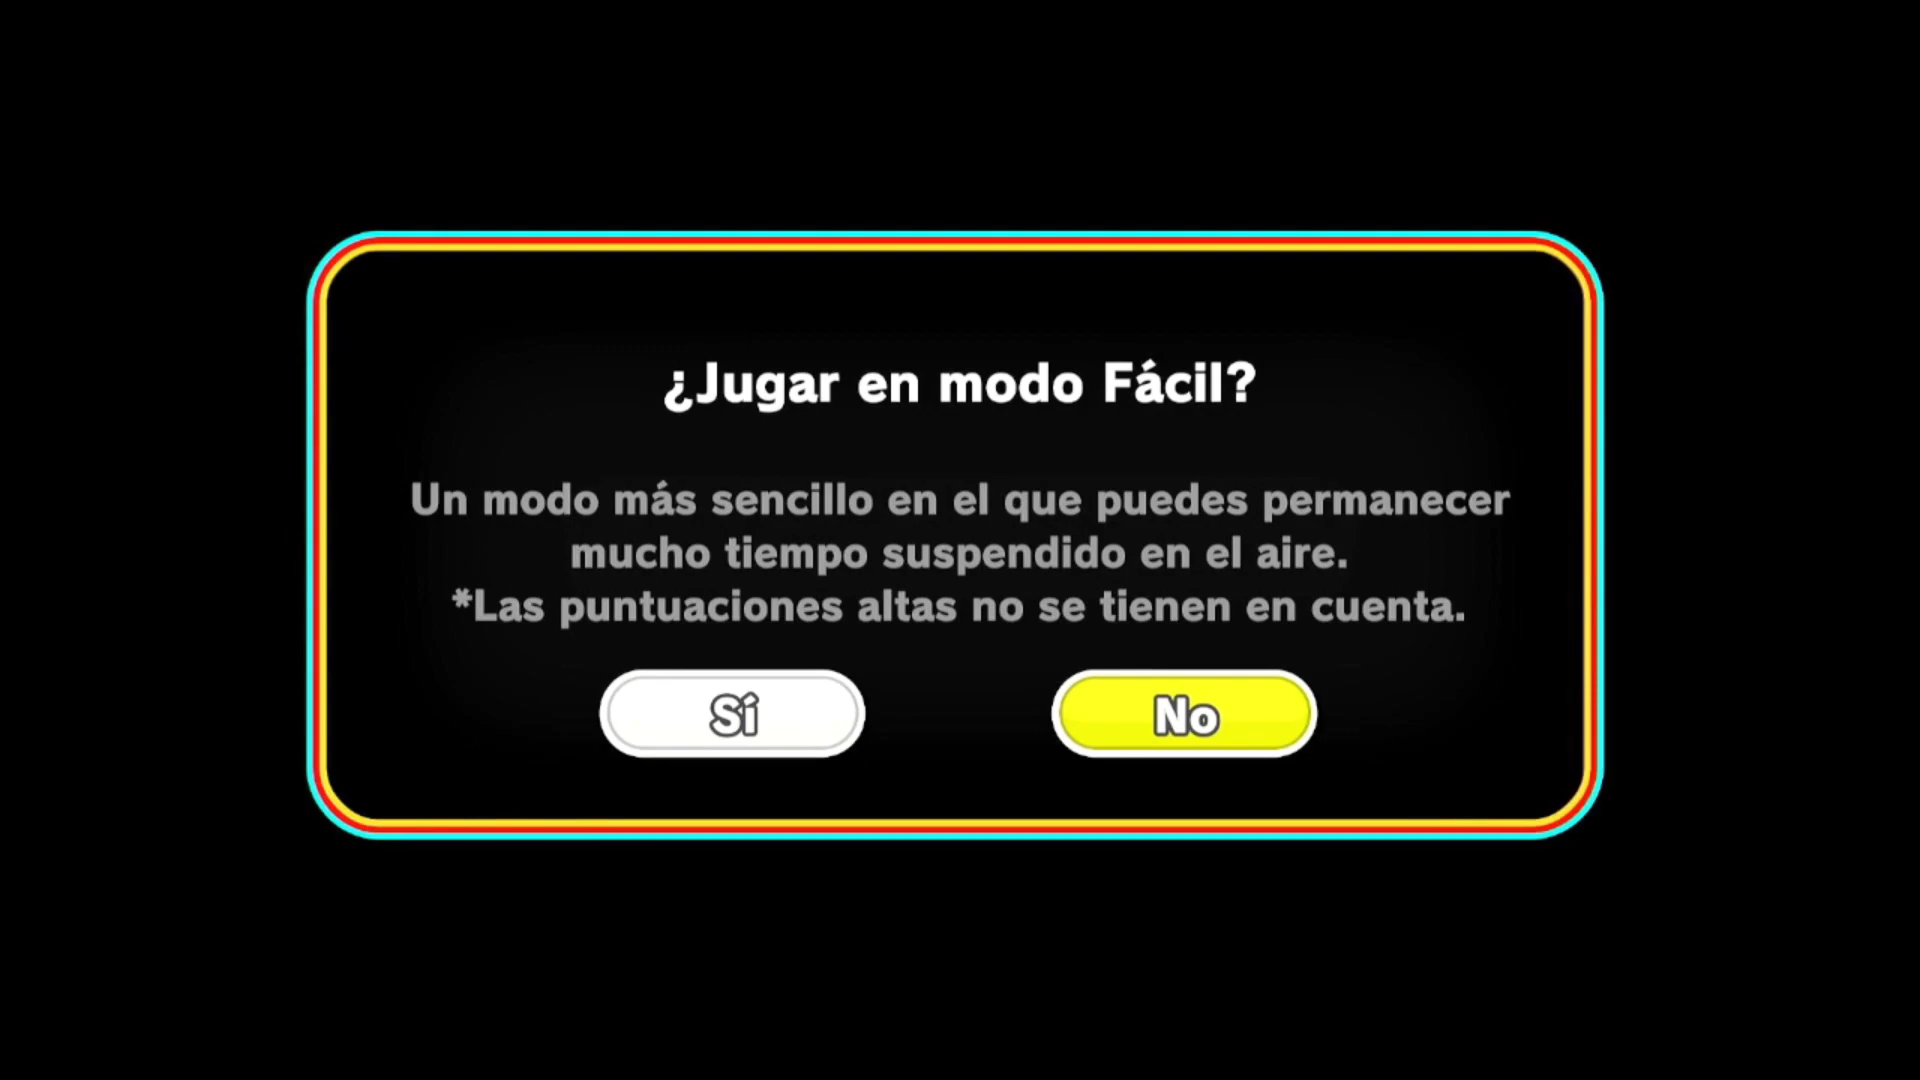 ¿Jugar en modo Fácil?
Un modo más sencillo en el que puedes permanecer
mucho tiempo suspendido en el aire.
*Las puntuaciones altas no se tienen en cuenta.
Sí
No